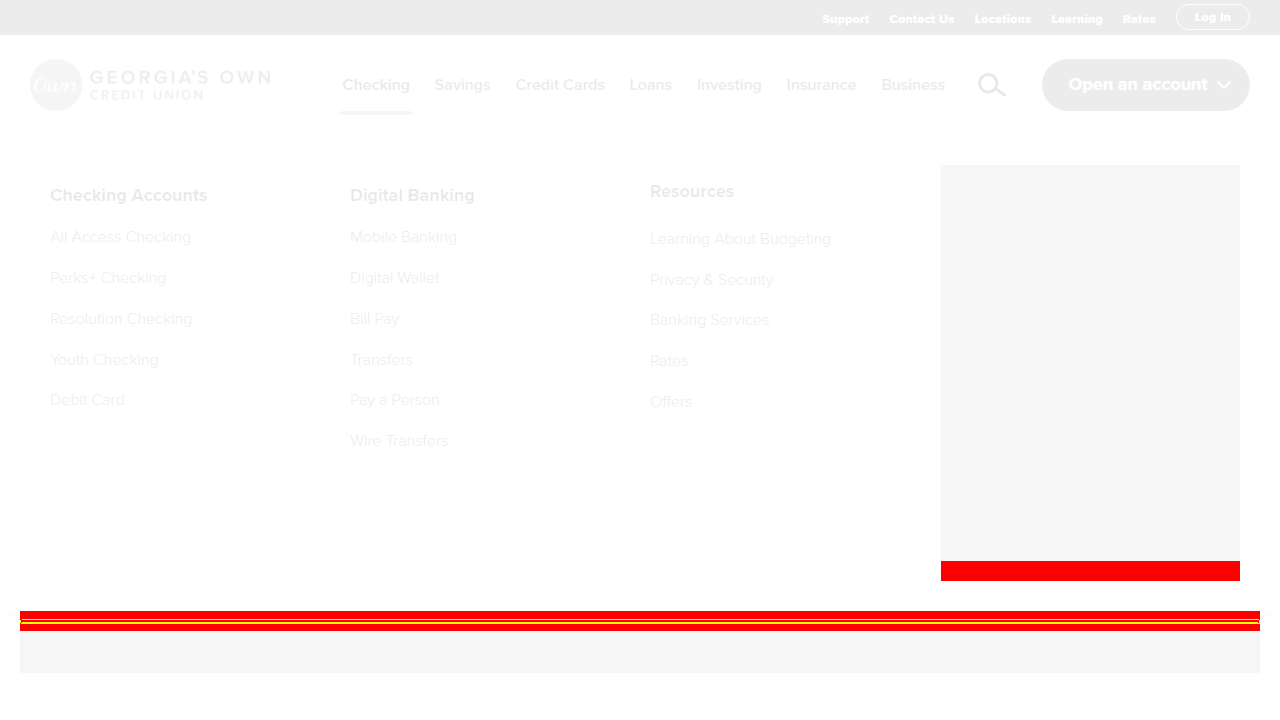 Support Contact Us Locations Learning Rates Log In
Own GEORGIA'S OWN
CREDIT UNION
Checking Savings Credit Cards Loans Investing Insurance Business Open an account
Checking Accounts
All Access Checking
Perks+ Checking
Resolution Checking
Youth Checking
Debit Card
Digital Banking
Mobile Banking
Digital Wallet
Bill Pay
Transfers
Pay a Person
Wire Transfers
Resources
Learning About Budgeting
Privacy & Security
Banking Services
Rates
Offers